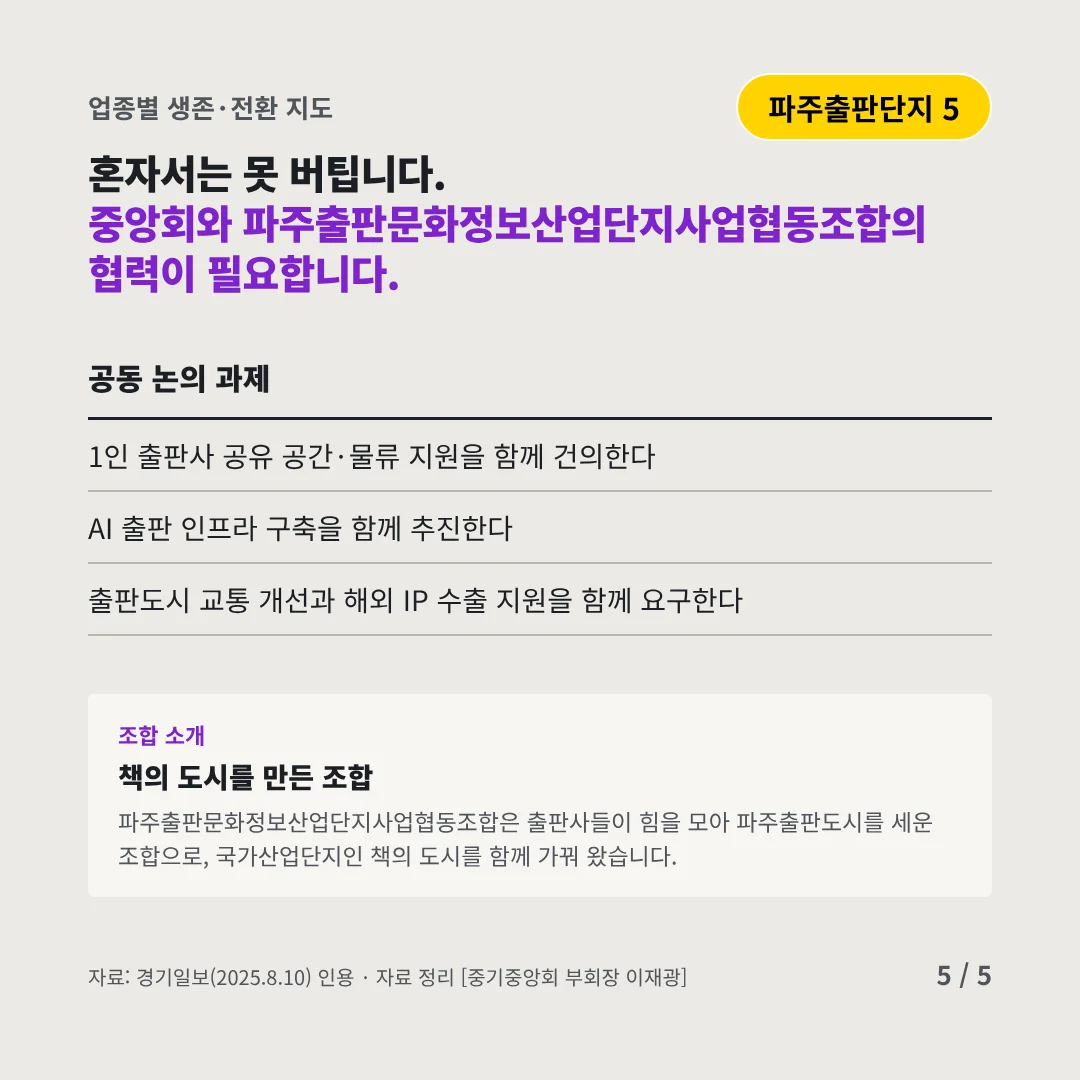 업종별 생존·전환 지도
파주출판단지 5
혼자서는 못 버팁니다.
중앙회와 파주출판문화정보산업단지사업협동조합의
협력이 필요합니다.
공동 논의 과제
1인 출판사 공유 공간·물류 지원을 함께 건의한다
AI 출판 인프라 구축을 함께 추진한다
출판도시 교통 개선과 해외 IP 수출 지원을 함께 요구한다
조합 소개
책의 도시를 만든 조합
파주출판문화정보산업단지사업협동조합은 출판사들이 힘을 모아 파주출판도시를 세운
조합으로, 국가산업단지인 책의 도시를 함께 가꿔 왔습니다.
자료: 경기일보(2025.8.10) 인용 · 자료 정리 [중기중앙회 부회장 이재광]
5 / 5